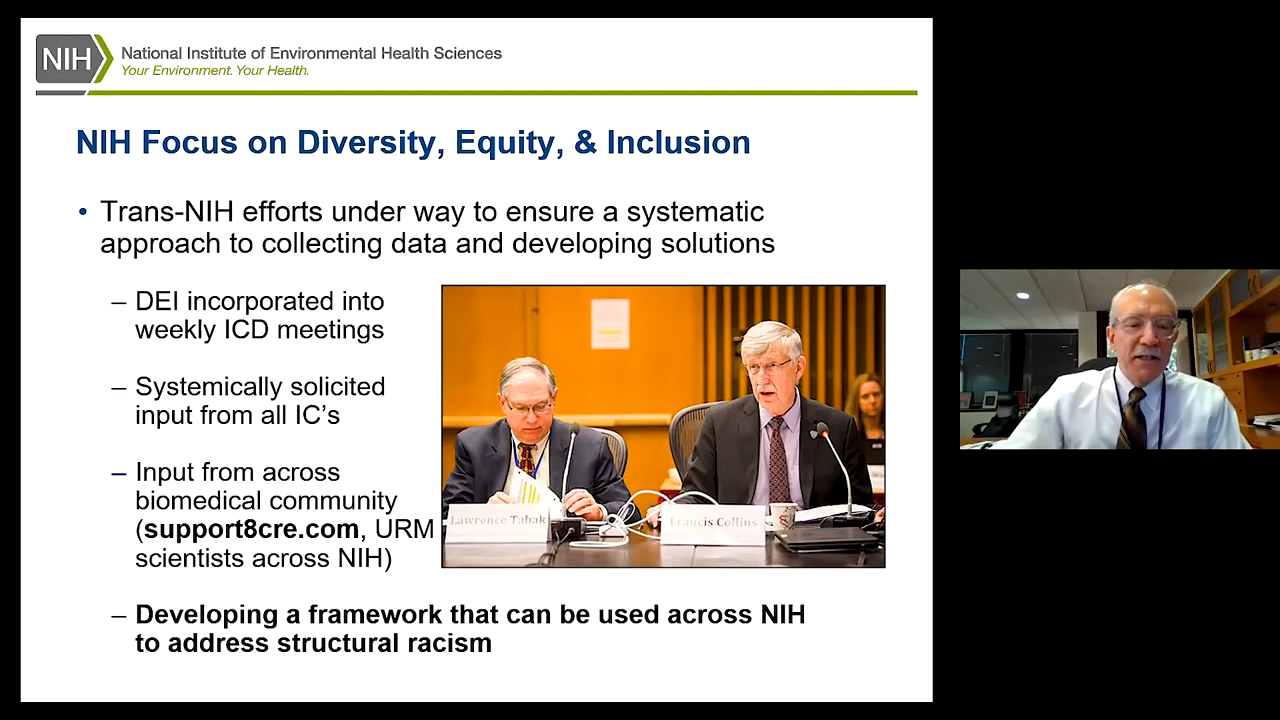 NIH
National Institute of Environmental Health Sciences
Your Environment. Your Health.
NIH Focus on Diversity, Equity, & Inclusion
• Trans-NIH efforts under way to ensure a systematic
approach to collecting data and developing solutions
– DEI incorporated into
weekly ICD meetings
– Systemically solicited
input from all IC's
– Input from across
biomedical community
(support8cre.com, URM
scientists across NIH)
Lawrence Tabak
Francis Collins
– Developing a framework that can be used across NIH
to address structural racism